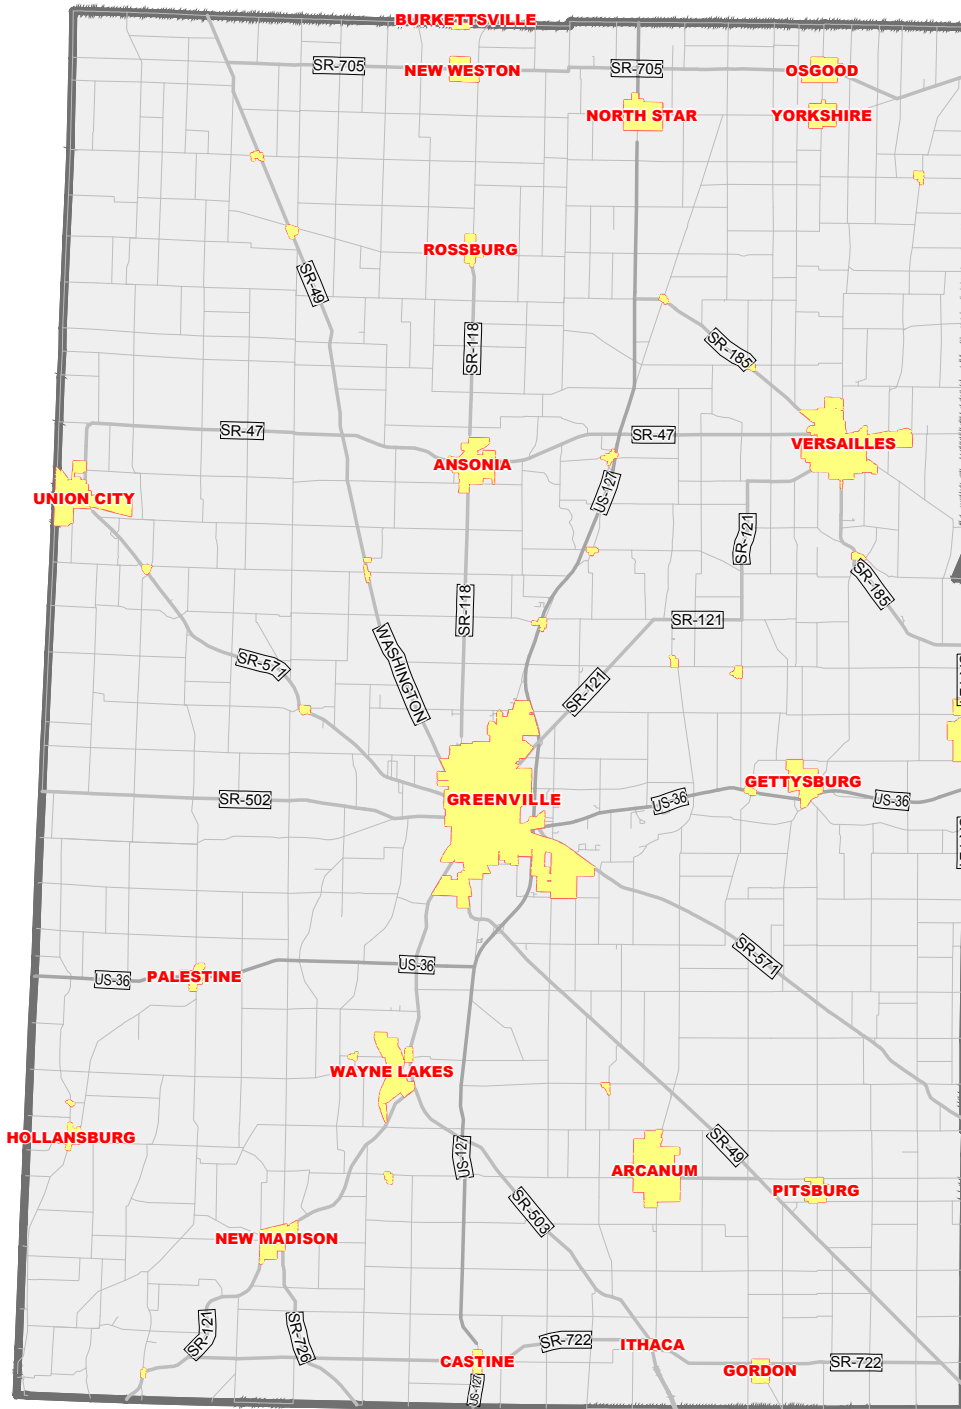 BURKETTSVILLE
SR-705
NEW WESTON
SR-705
OSGOOD
NORTH STAR
YORKSHIRE
ROSSBURG
SR-49
SR-118
SR-185
SR-47
SR-47
VERSAILLES
ANSONIA
UNION CITY
US-127
SR-121
SR-185
SR-118
SR-121
WASHINGTON
SR-571
SR-121
GETTYSBURG
SR-502
GREENVILLE
US-36
US-36
SR-571
US-36
PALESTINE
US-36
WAYNE LAKES
HOLLANSBURG
US-127
SR-49
ARCANUM
PITSBURG
SR-503
NEW MADISON
SR-121
SR-726
SR-722
ITHACA
CASTINE
GORDON
SR-722
US-127